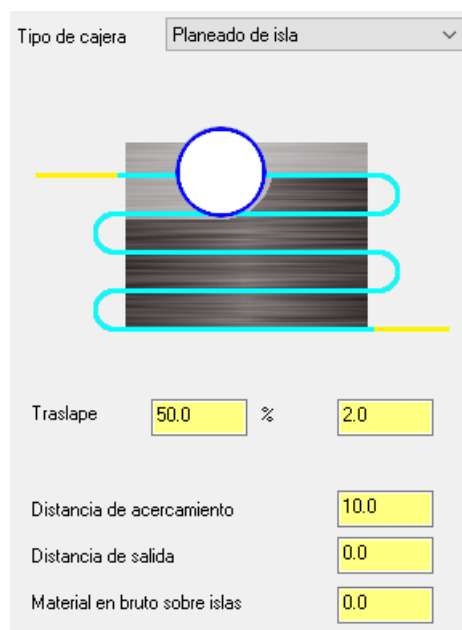 Tipo de cajera Planeado de isla
Traslape 50.0 % 2.0
Distancia de acercamiento 10.0
Distancia de salida 0.0
Material en bruto sobre islas 0.0